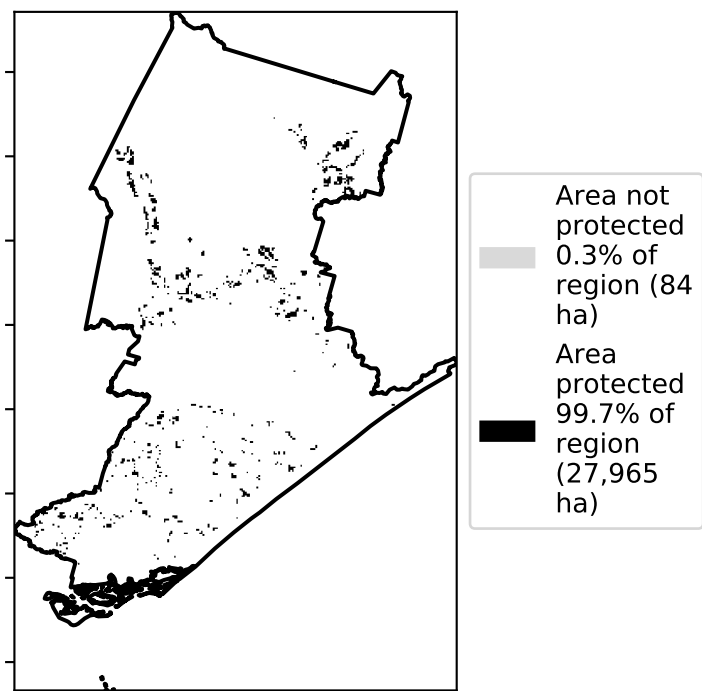 Area not
protected
0.3% of
region (84
ha)
Area
protected
99.7% of
region
(27,965
ha)